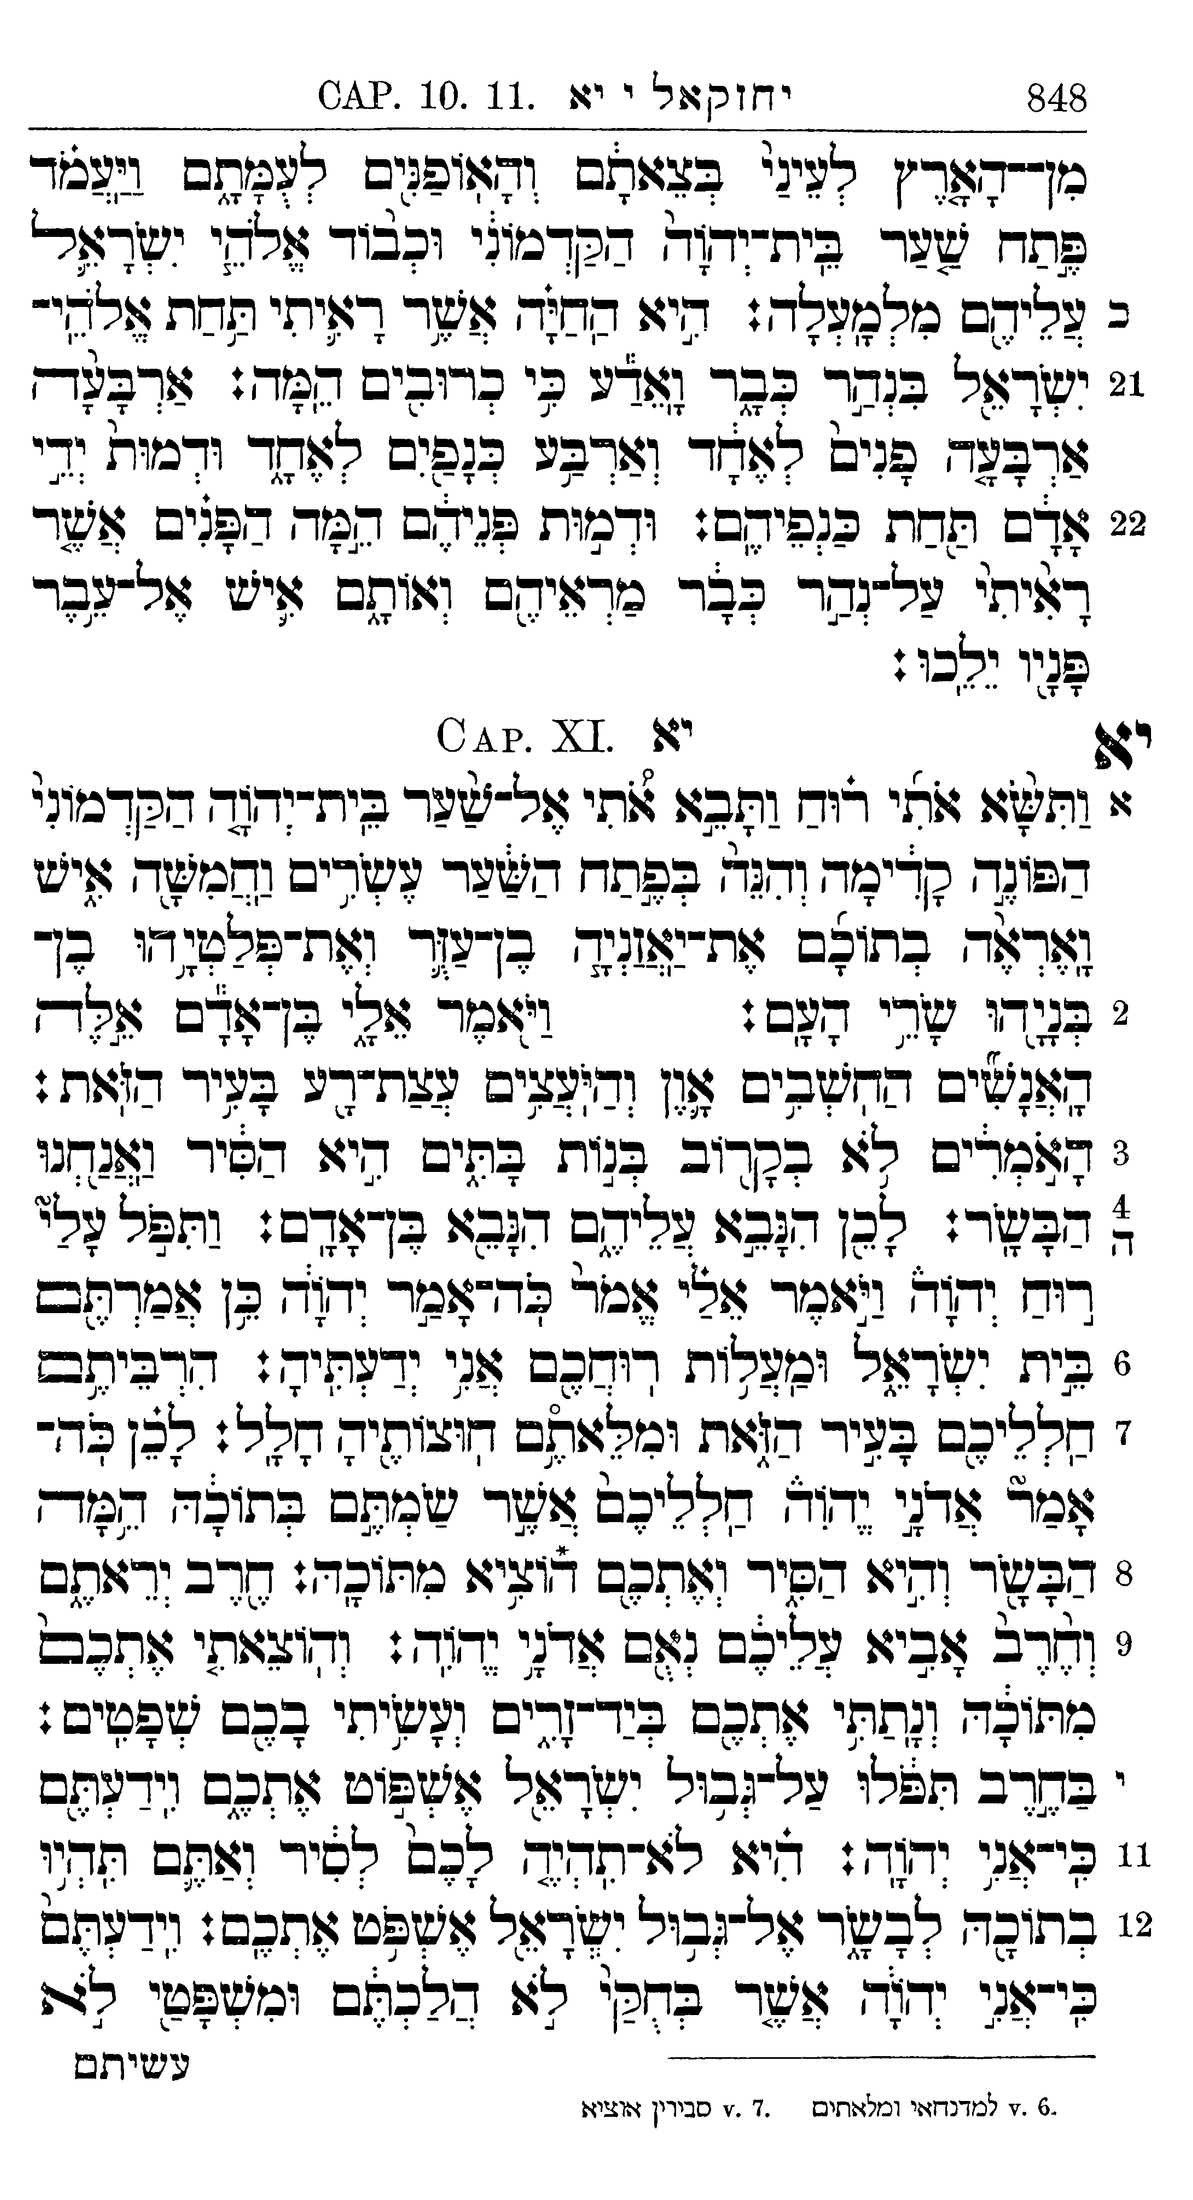 848 יחזקאל י יא CAP. 10. 11.
מִן־הָאָ֤רֶץ לְעֵינַי֙ בְּצֵאתָ֔ם וְהָאֽוֹפַנִּ֖ים לְעֻמָּתָ֑ם וַֽיַּעֲמֹ֗ד
פֶּ֣תַח שַׁ֤עַר בֵּֽית־יְהוָֹה֙ הַקַּדְמוֹנִ֔י וּכְב֧וֹד אֱלֹהֵֽי יִשְׂרָאֵ֛ל
כ עֲלֵיהֶ֖ם מִלְמָֽעְלָה׃ הִ֣יא הַֽחַיָּ֗ה אֲשֶׁ֥ר רָאִ֛יתִי תַּ֥חַת אֱלֹהֵֽי־
21 יִשְׂרָאֵ֖ל בִּנְהַר־ כְּבָ֑ר וָֽאֵדַ֕ע כִּ֥י כְרוּבִ֖ים הֵֽמָּה׃ אַרְבָּעָ֨ה
אַרְבָּעָ֤ה פָנִים֙ לְאֶחָ֔ד וְאַרְבַּ֥ע כְּנָפַ֖יִם לְאֶחָ֑ד וּדְמוּת֙ יְדֵ֣י
22 אָדָ֔ם תַּ֖חַת כַּנְפֵיהֶֽם׃ וּדְמ֣וּת פְּנֵיהֶ֔ם הֵ֣מָּה הַפָּנִ֗ים אֲשֶׁ֤ר
רָאִ֨יתִי֙ עַל־נְהַר־ כְּבָ֔ר מַרְאֵיהֶ֖ם וְאוֹתָ֑ם אִ֛ישׁ אֶל־עֵ֥בֶר
פָּנָ֖יו יֵלֵֽכוּ׃
יא CAP. XI. יא
א וַתִּשָּׂ֨א אֹתִ֜י ר֗וּחַ וַתָּבֵ֣א אֹ֠תִי אֶל־שַׁ֨עַר בֵּֽית־יְהוָֹ֤ה הַקַּדְמוֹנִי֙
הַפּוֹנֶ֣ה קָדִ֔ימָה וְהִנֵּה֙ בְּפֶ֣תַח הַשַּׁ֔עַר עֶשְׂרִ֥ים וַֽחֲמִשָּׁ֖ה אִ֑ישׁ
וָֽאֶרְאֶ֨ה בְתוֹכָ֜ם אֶת־יַֽאֲזַנְיָ֧ה בֶן־עַזֻּ֛ר וְאֶת־פְּלַטְיָ֥הוּ בֶן־
2 בְּנָיָ֖הוּ שָׂרֵ֥י הָעָֽם׃ וַיֹּ֖אמֶר אֵלָ֑י בֶּן־אָדָ֕ם אֵ֣לֶּה
הָֽאֲנָשִׁ֞ים הַחֹֽשְׁבִ֥ים אָ֛וֶן וְהַיֹּֽעֲצִ֥ים עֲצַת־רָ֖ע בָּעִ֥יר הַזֹּֽאת׃
3 הָאֹ֣מְרִ֔ים לֹ֥א בְקָר֖וֹב בְּנ֣וֹת בָּתִּ֑ים הִ֣יא הַסִּ֔יר וַֽאֲנַ֖חְנוּ
4 הַבָּשָֽׂר׃ לָכֵ֖ן הִנָּבֵ֣א עֲלֵיהֶ֑ם הִנָּבֵ֖א בֶּן־אָדָֽם׃ וַתִּפֹּ֣ל עָלַי֮
ה ר֣וּחַ יְהוָֹה֒ וַיֹּ֣אמֶר אֵלַ֗י אֱמֹר֙ כֹּֽה־אָמַ֣ר יְהוָֹ֔ה כֵּ֥ן אֲמַרְתֶּ֖ם
6 בֵּ֣ית יִשְׂרָאֵ֑ל וּמַֽעֲל֥וֹת רֽוּחֲכֶ֖ם אֲנִ֥י יְדַעְתִּֽיהָ׃ הִרְבֵּיתֶ֥ם
7 חַלְלֵיכֶ֖ם בָּעִ֣יר הַזֹּ֑את וּמִלֵּאתֶ֥ם חֽוּצוֹתֶ֖יהָ חָלָֽל׃ לָכֵ֗ן כֹּֽה־
אָמַר֮ אֲדֹנָ֣י יֱהוִֹה֒ חַלְלֵיכֶם֙ אֲשֶׁ֣ר שַׂמְתֶּ֣ם בְּתוֹכָ֔הּ הֵ֥מָּה
8 הַבָּשָׂ֖ר וְהִ֣יא הַסִּ֑יר וְאֶתְכֶ֖ם הוֹצִ֥יא מִתּוֹכָֽהּ׃ חֶ֖רֶב יְרֵאתֶ֑ם
9 וְחֶ֨רֶב֙ אָבִ֣יא עֲלֵיכֶ֔ם נְאֻ֖ם אֲדֹנָ֥י יֱהוִֹֽה׃ וְהֽוֹצֵאתִ֤י אֶתְכֶם֙
מִתּוֹכָ֔הּ וְנָֽתַתִּ֥י אֶתְכֶ֖ם בְּיַד־זָרִ֑ים וְעָשִׂ֥יתִי בָכֶ֖ם שְׁפָטִֽים׃
י בַּחֶ֣רֶב תִּפֹּ֔לוּ עַל־גְּב֥וּל יִשְׂרָאֵ֖ל אֶשְׁפּ֣וֹט אֶתְכֶ֑ם וִֽידַעְתֶּ֖ם
11 כִּֽי־אֲנִ֥י יְהוָֹֽה׃ הִ֗יא לֹא־תִֽהְיֶ֤ה לָכֶם֙ לְסִ֔יר וְאַתֶּ֛ם תִּֽהְי֥וּ
12 בְתוֹכָ֖הּ לְבָשָׂ֑ר אֶל־גְּב֥וּל יִשְׂרָאֵ֖ל אֶשְׁפֹּ֥ט אֶתְכֶֽם׃ וִֽידַעְתֶּם֙
כִּֽי־אֲנִ֣י יְהוָֹ֔ה אֲשֶׁ֤ר בְּחֻקַּי֙ לֹ֣א הֲלַכְתֶּ֔ם וּמִשְׁפָּטַ֖י לֹ֣א
עשיתם
v. 6. למדנחאי ומלאתים v. 7. סבירין אוציא